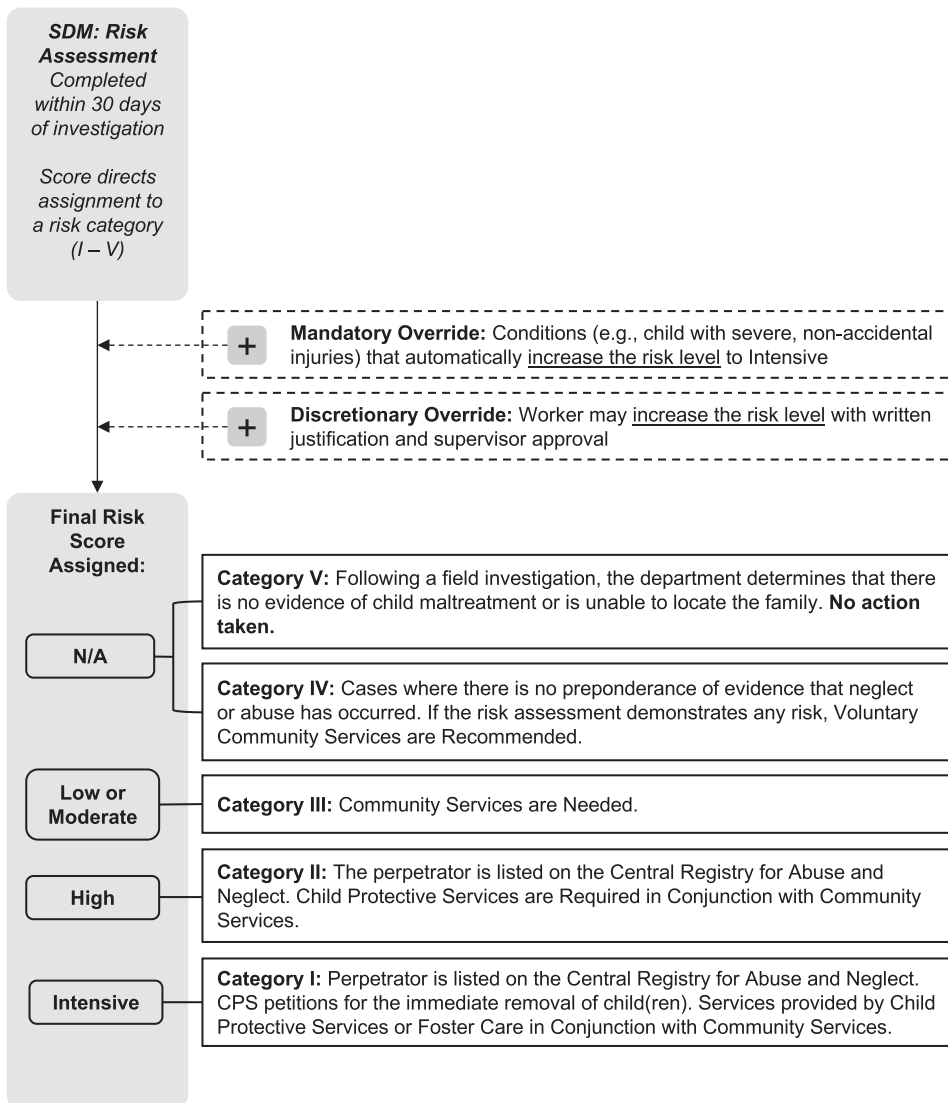 SDM: Risk
Assessment
Completed
within 30 days
of investigation
Score directs
assignment to
a risk category
(I – V)
+
Mandatory Override: Conditions (e.g., child with severe, non-accidental
injuries) that automatically increase the risk level to Intensive
+
Discretionary Override: Worker may increase the risk level with written
justification and supervisor approval
Final Risk
Score
Assigned:
N/A
Category V: Following a field investigation, the department determines that there
is no evidence of child maltreatment or is unable to locate the family. No action
taken.
Category IV: Cases where there is no preponderance of evidence that neglect
or abuse has occurred. If the risk assessment demonstrates any risk, Voluntary
Community Services are Recommended.
Low or
Moderate
Category III: Community Services are Needed.
High
Category II: The perpetrator is listed on the Central Registry for Abuse and
Neglect. Child Protective Services are Required in Conjunction with Community
Services.
Intensive
Category I: Perpetrator is listed on the Central Registry for Abuse and Neglect.
CPS petitions for the immediate removal of child(ren). Services provided by Child
Protective Services or Foster Care in Conjunction with Community Services.